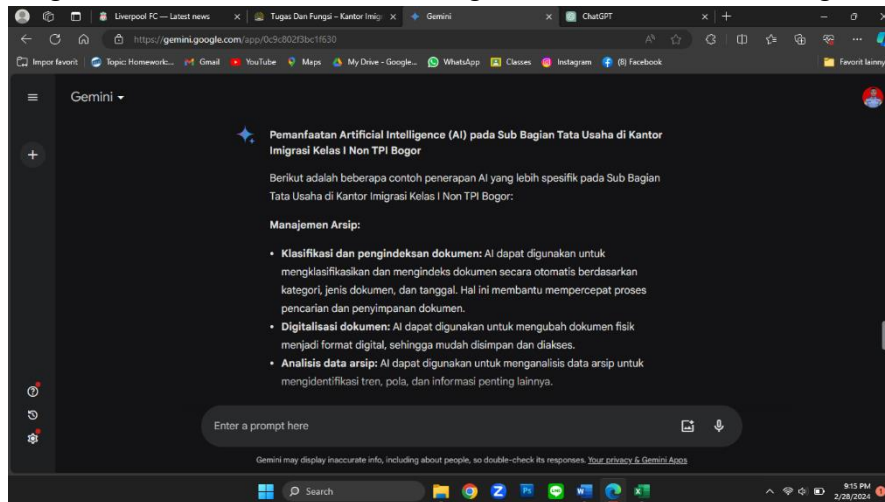 Liverpool FC — Latest news
Tugas Dan Fungsi – Kantor Imigr
Gemini
ChatGPT
https://gemini.google.com/app/0c9c802f3bc1f630
Impor favorit
Topic: Homework:...
Gmail
YouTube
Maps
My Drive - Google...
WhatsApp
Classes
Instagram
(8) Facebook
Favorit lainny
Gemini
Pemanfaatan Artificial Intelligence (AI) pada Sub Bagian Tata Usaha di Kantor
Imigrasi Kelas I Non TPI Bogor
Berikut adalah beberapa contoh penerapan AI yang lebih spesifik pada Sub Bagian
Tata Usaha di Kantor Imigrasi Kelas I Non TPI Bogor:
Manajemen Arsip:
• Klasifikasi dan pengindeksan dokumen: AI dapat digunakan untuk
mengklasifikasikan dan mengindeks dokumen secara otomatis berdasarkan
kategori, jenis dokumen, dan tanggal. Hal ini membantu mempercepat proses
pencarian dan penyimpanan dokumen.
• Digitalisasi dokumen: AI dapat digunakan untuk mengubah dokumen fisik
menjadi format digital, sehingga mudah disimpan dan diakses.
• Analisis data arsip: AI dapat digunakan untuk menganalisis data arsip untuk
mengidentifikasi tren, pola, dan informasi penting lainnya.
Enter a prompt here
Gemini may display inaccurate info, including about people, so double-check its responses. Your privacy & Gemini Apps
Search
9:15 PM
2/28/2024